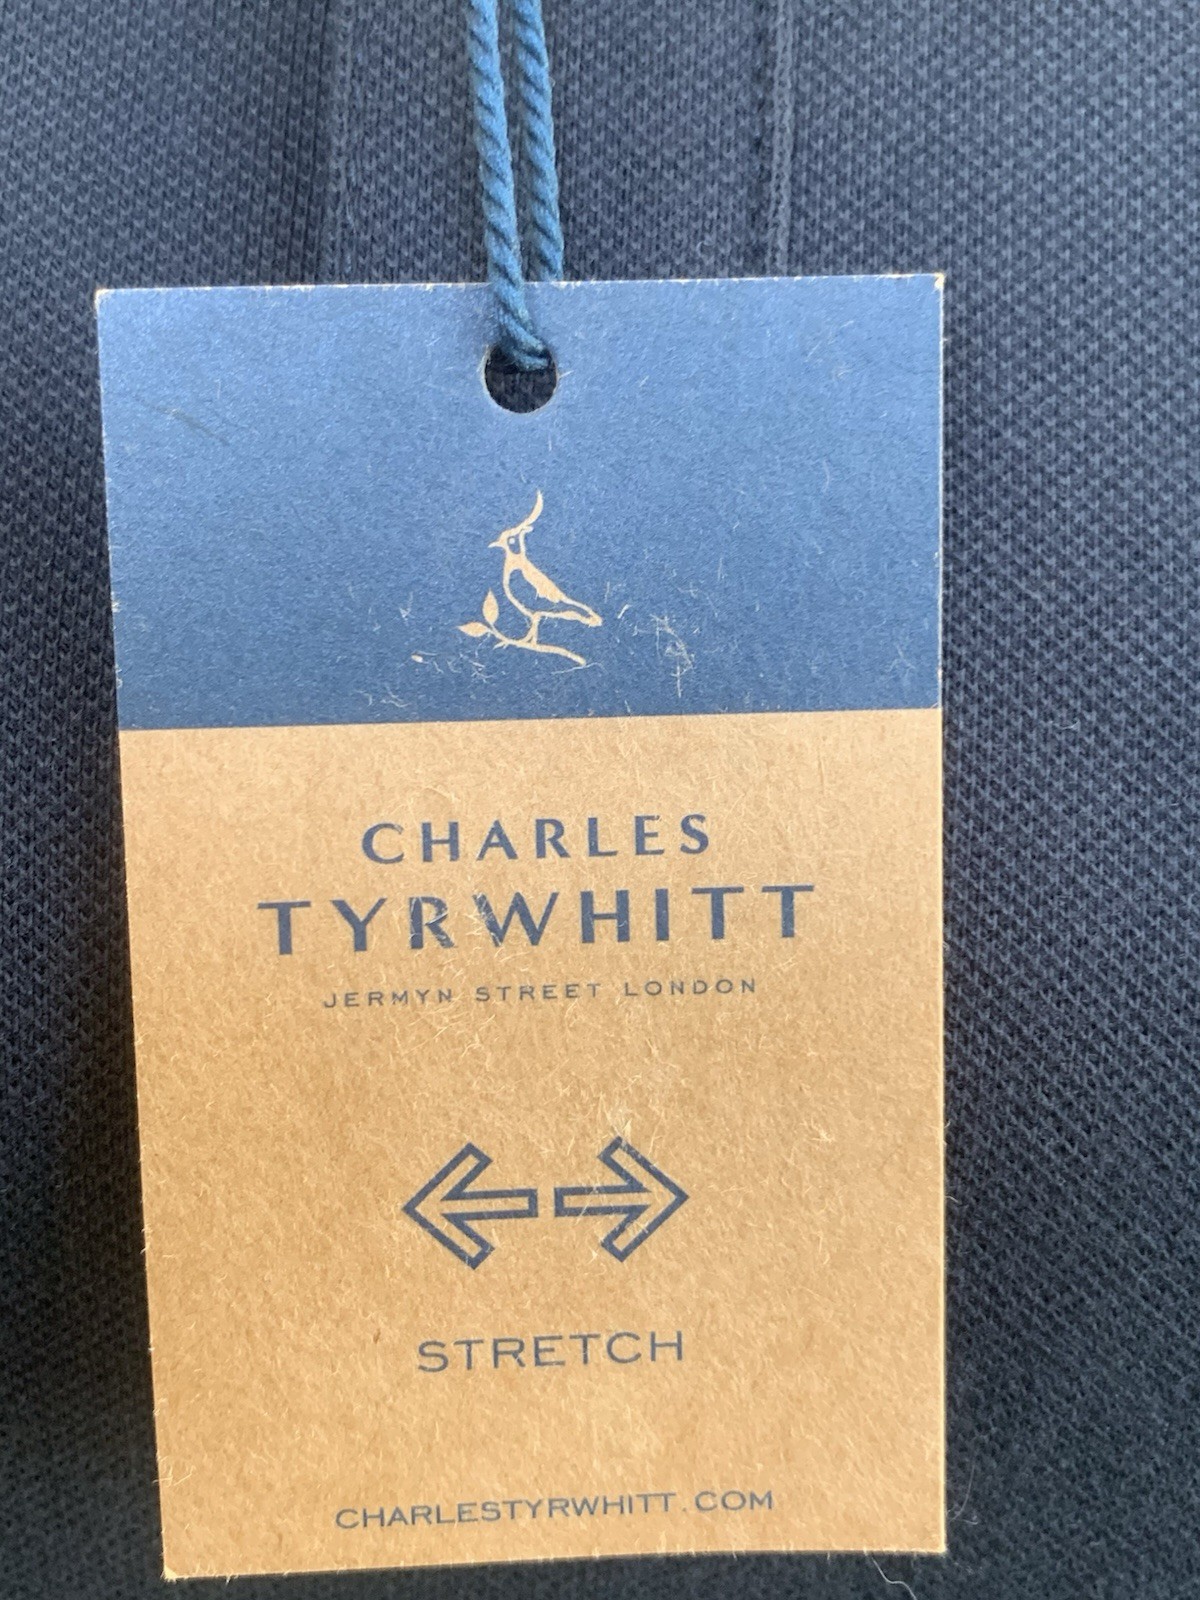 CHARLES
TYRWHITT
JERMYN STREET LONDON
STRETCH
CHARLESTYRWHITT.COM